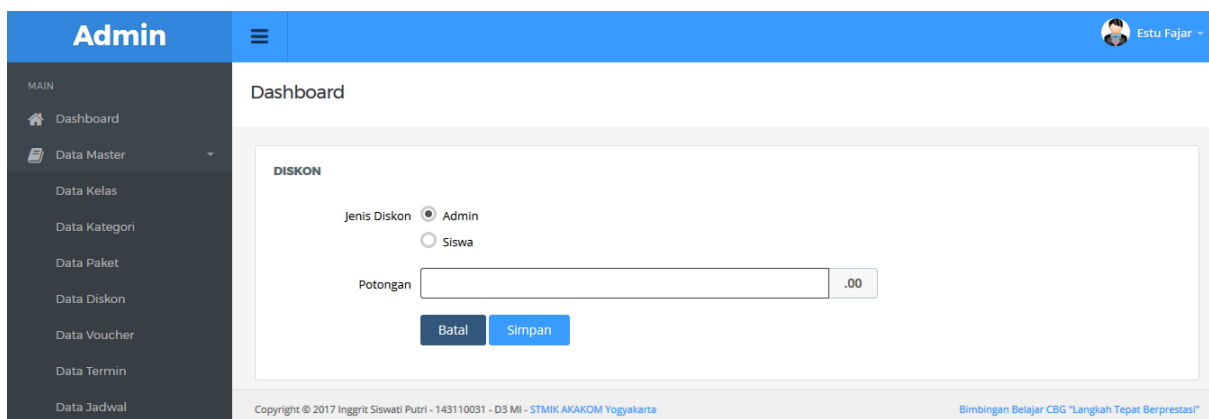 Admin
Estu Fajar
MAIN
Dashboard
Data Master
Data Kelas
Data Kategori
Data Paket
Data Diskon
Data Voucher
Data Termin
Data Jadwal
Dashboard
DISKON
Jenis Diskon Admin
Siswa
Potongan .00
Batal Simpan
Copyright © 2017 Inggrit Siswati Putri - 143110031 - D3 MI - STMIK AKAKOM Yogyakarta
Bimbingan Belajar CBG "Langkah Tepat Berprestasi"